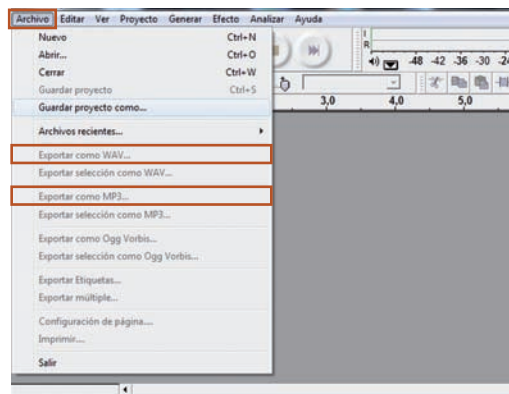 Archivo Editar Ver Proyecto Generar Efecto Analizar Ayuda
Nuevo Ctrl+N
Abrir... Ctrl+O
Cerrar Ctrl+W
Guardar proyecto Ctrl+S
Guardar proyecto como...
Archivos recientes...
Exportar como WAV...
Exportar selección como WAV...
Exportar como MP3...
Exportar selección como MP3...
Exportar como Ogg Vorbis...
Exportar selección como Ogg Vorbis...
Exportar Etiquetas...
Exportar múltiple...
Configuración de página....
Imprimir....
Salir
L
R
-48 -42 -36 -30 -24
3,0 4,0 5,0